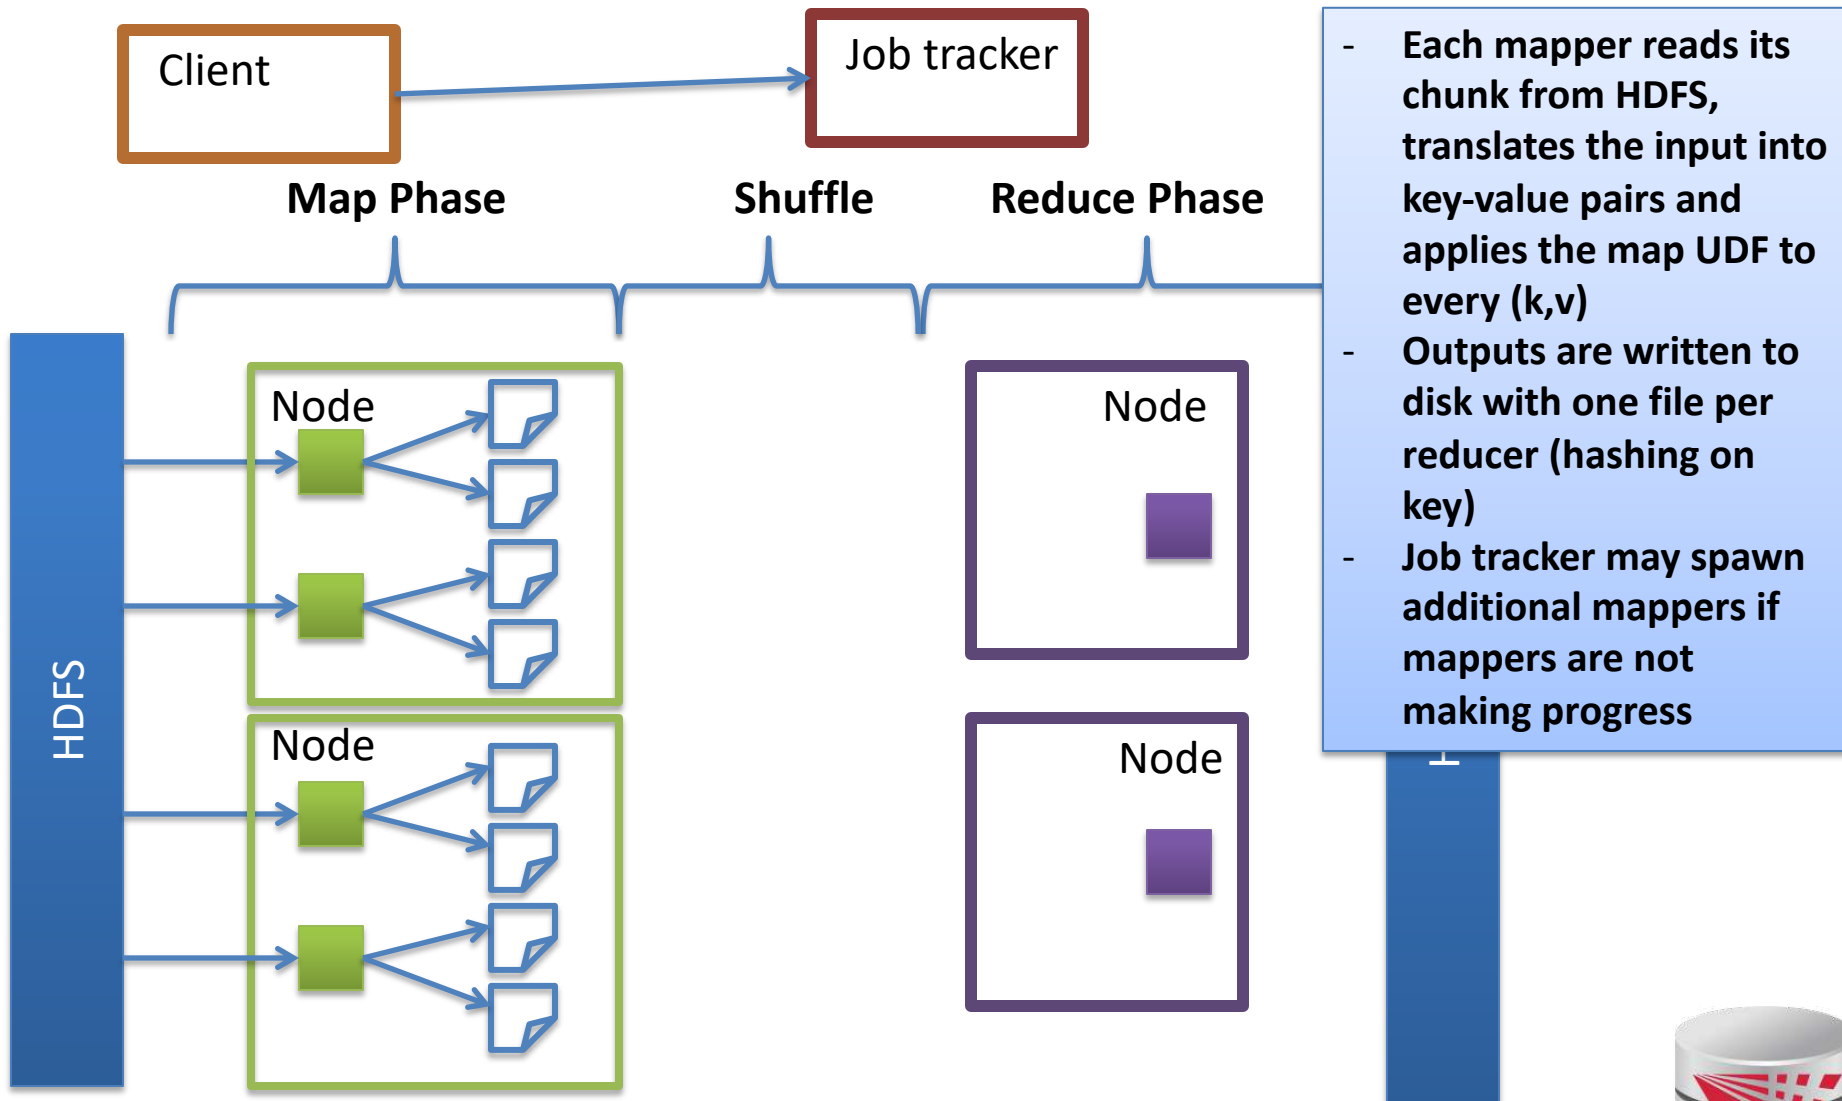 Client
Job tracker
Map Phase
Shuffle
Reduce Phase
- Each mapper reads its
chunk from HDFS,
translates the input into
key-value pairs and
applies the map UDF to
every (k,v)
- Outputs are written to
disk with one file per
reducer (hashing on
key)
- Job tracker may spawn
additional mappers if
mappers are not
making progress
HDFS
Node
Node
Node
Node